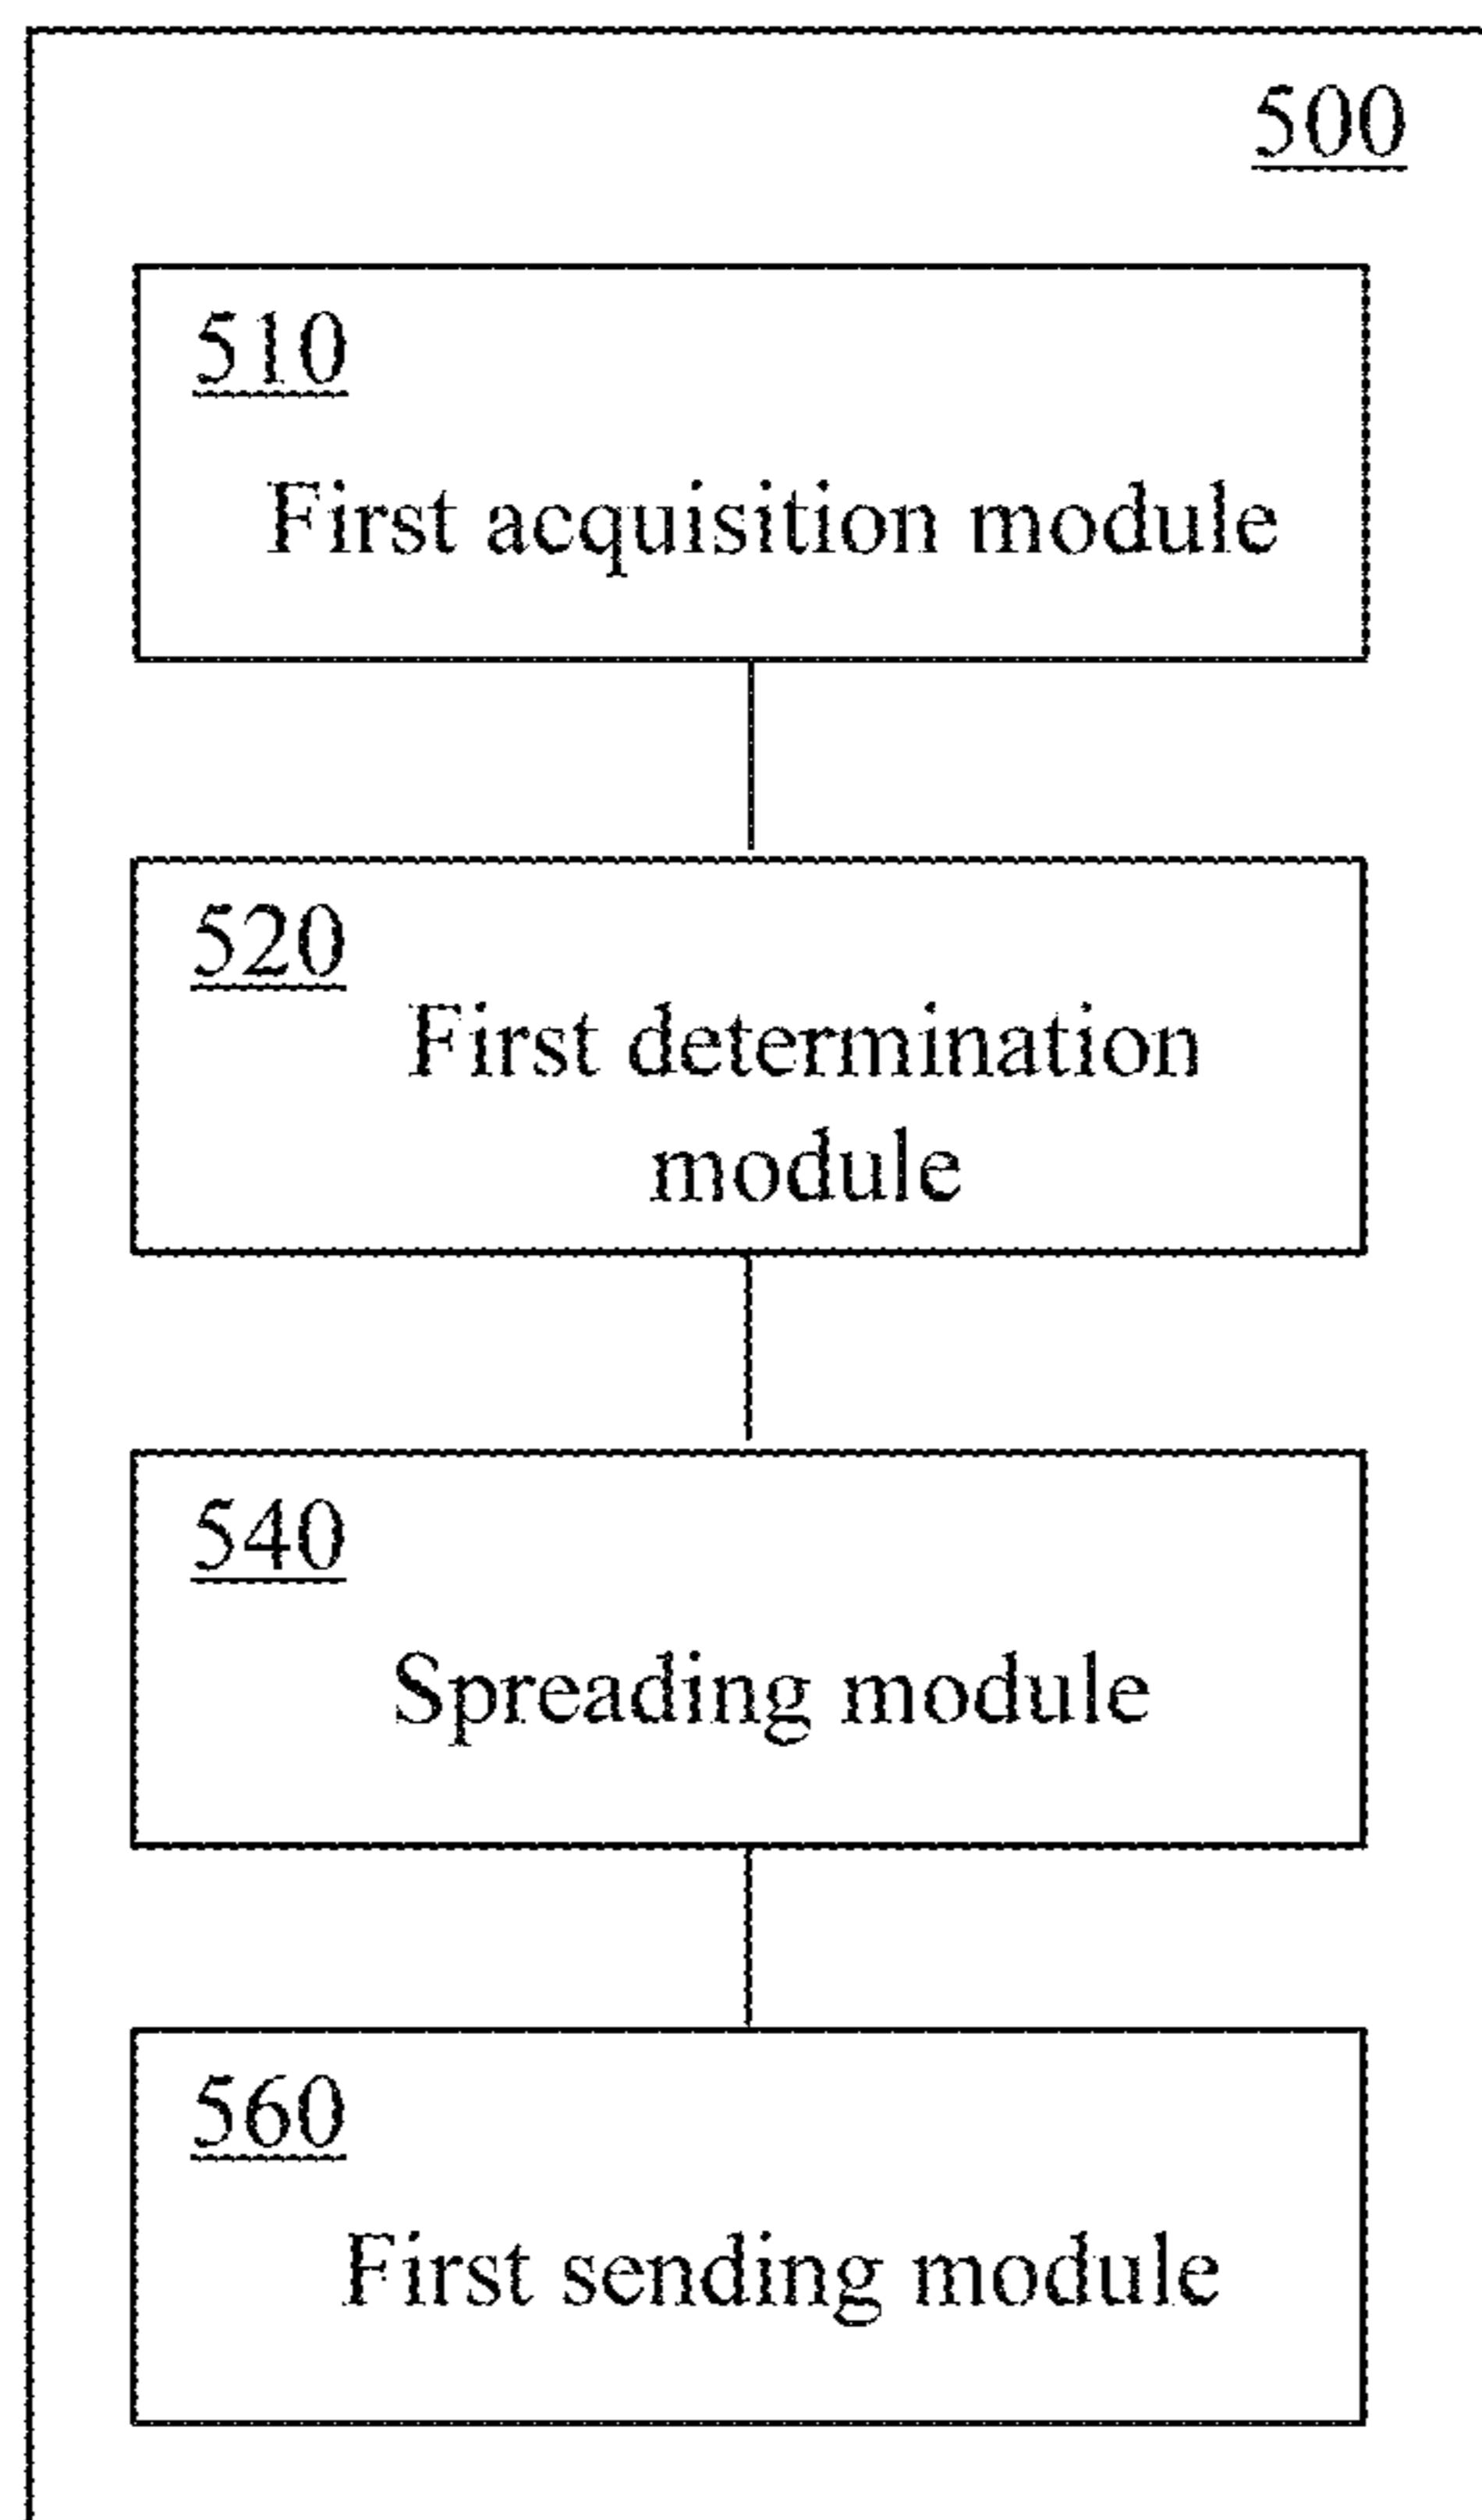 500
510
First acquisition module
520
First determination
module
540
Spreading module
560
First sending module